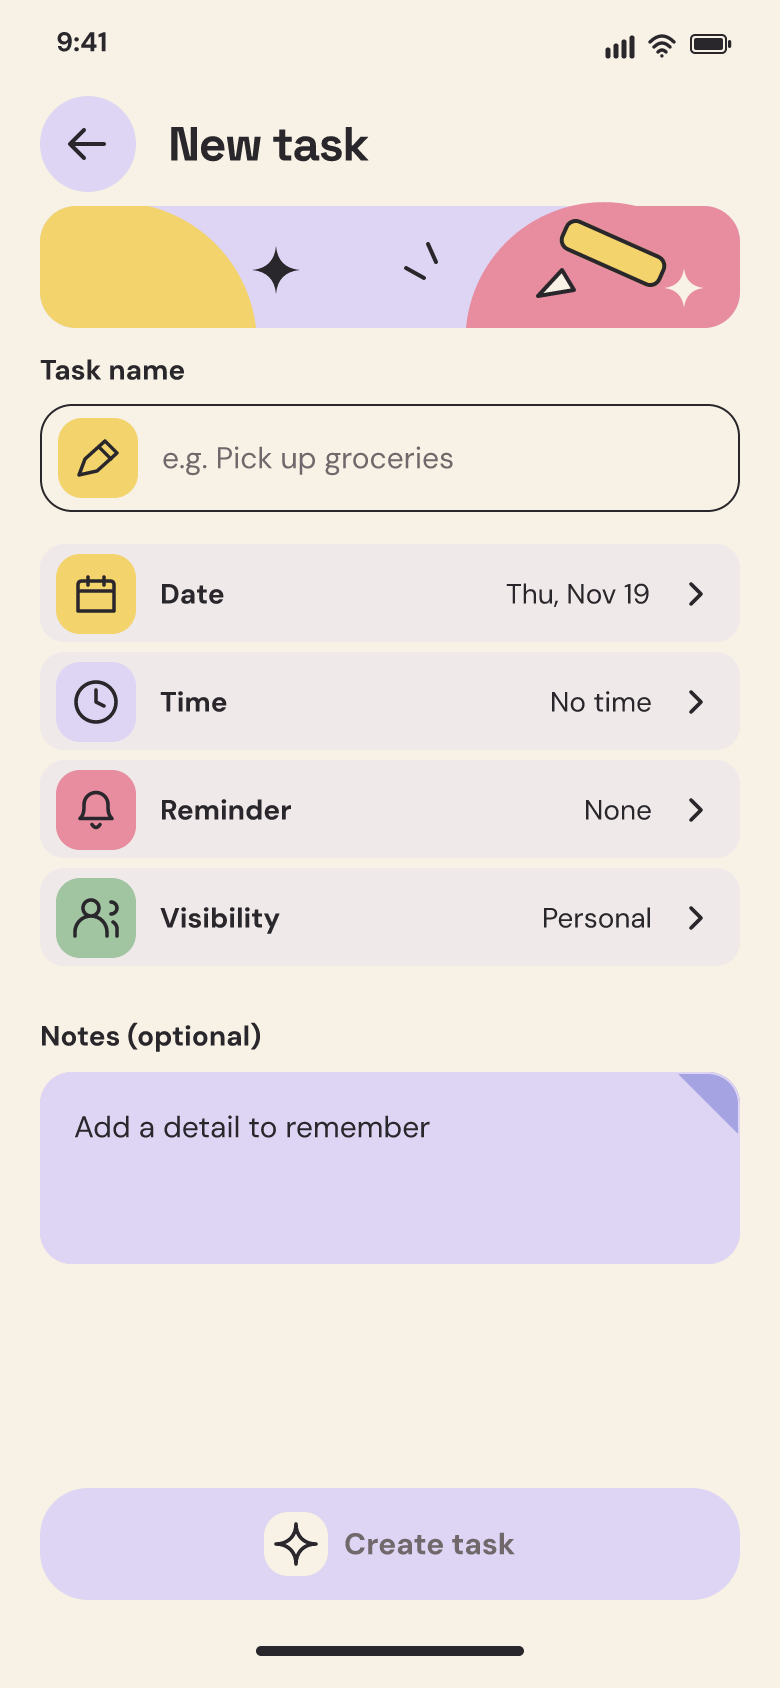 9:41
New task
Task name
e.g. Pick up groceries
Date Thu, Nov 19
Time No time
Reminder None
Visibility Personal
Notes (optional)
Add a detail to remember
Create task